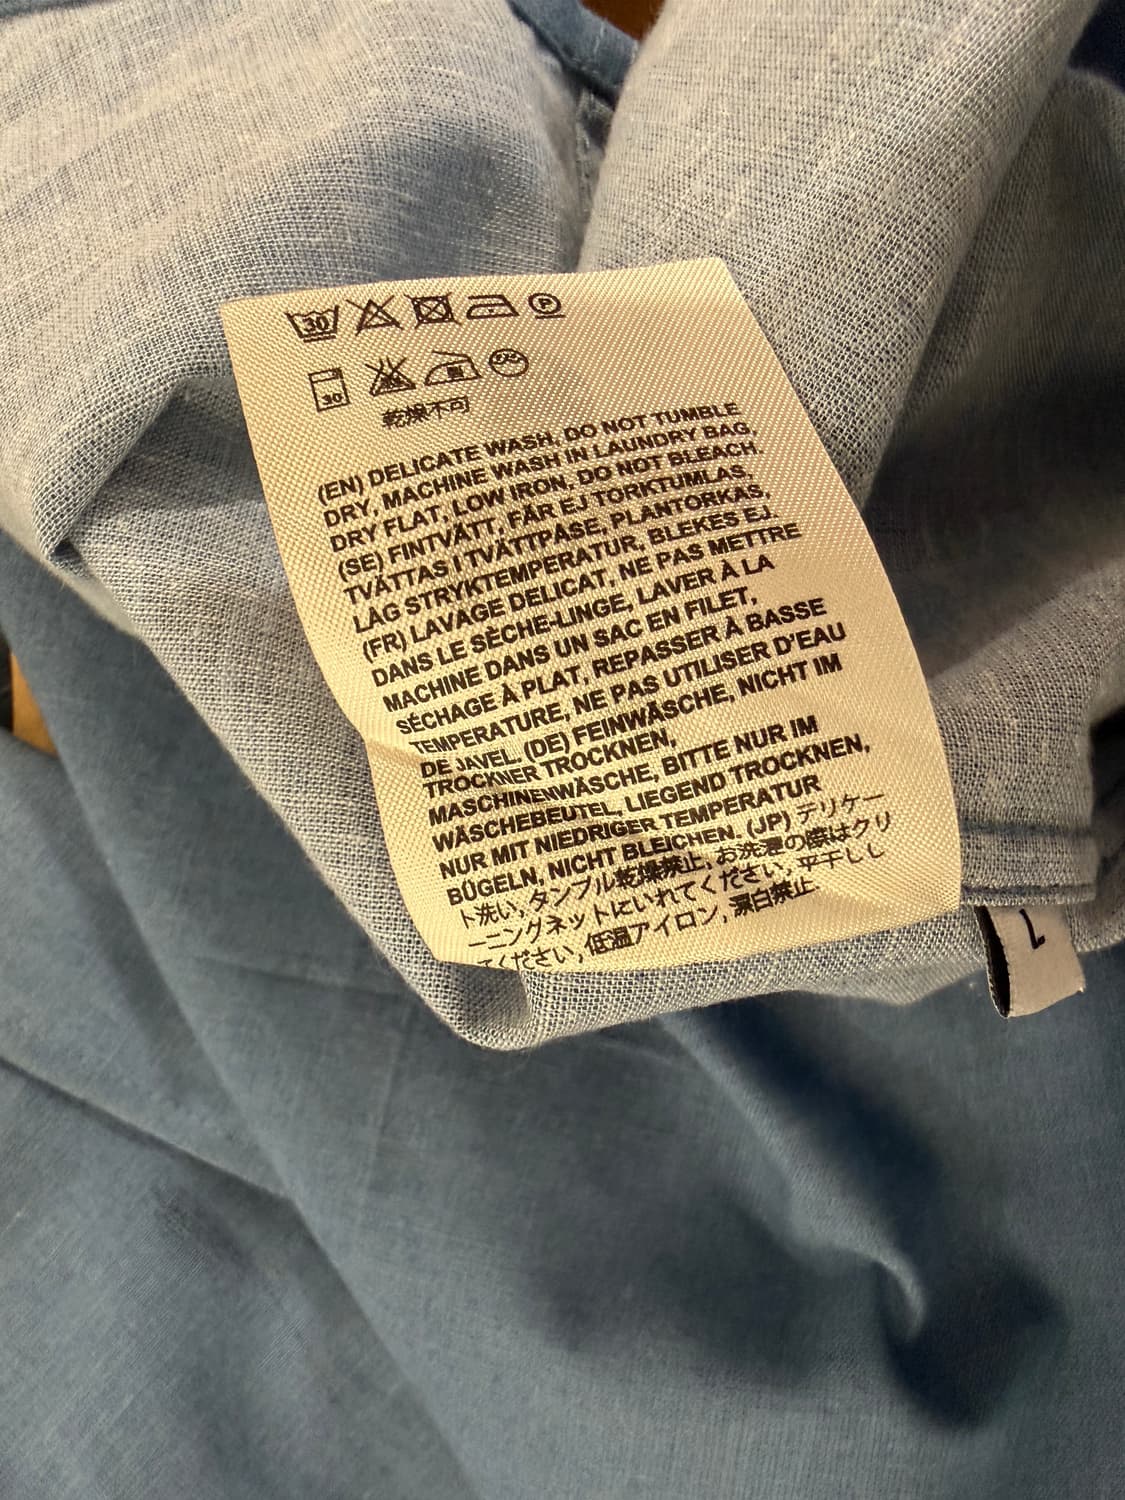 30 P
30
乾燥不可
(EN) DELICATE WASH, DO NOT TUMBLE
DRY, MACHINE WASH IN LAUNDRY BAG,
DRY FLAT, LOW IRON, DO NOT BLEACH.
(SE) FINTVÄTT, FÅR EJ TORKTUMLAS,
TVÄTTAS I TVÄTTPÅSE, PLANTORKAS,
LÅG STRYKTEMPERATUR, BLEKES EJ.
(FR) LAVAGE DELICAT, NE PAS METTRE
DANS LE SÈCHE-LINGE, LAVER À LA
MACHINE DANS UN SAC EN FILET,
SÉCHAGE À PLAT, REPASSER À BASSE
TEMPERATURE, NE PAS UTILISER D'EAU
DE JAVEL. (DE) FEINWÄSCHE, NICHT IM
TROCKNER TROCKNEN,
MASCHINENWÄSCHE, BITTE NUR IM
WÄSCHEBEUTEL, LIEGEND TROCKNEN,
NUR MIT NIEDRIGER TEMPERATUR
BÜGELN, NICHT BLEICHEN. (JP) デリケー
ト洗い, タンブル乾燥禁止, お洗濯の際はクリ
ーニングネットにいれてください, 平干しし
てください, 低温アイロン, 漂白禁止.
L